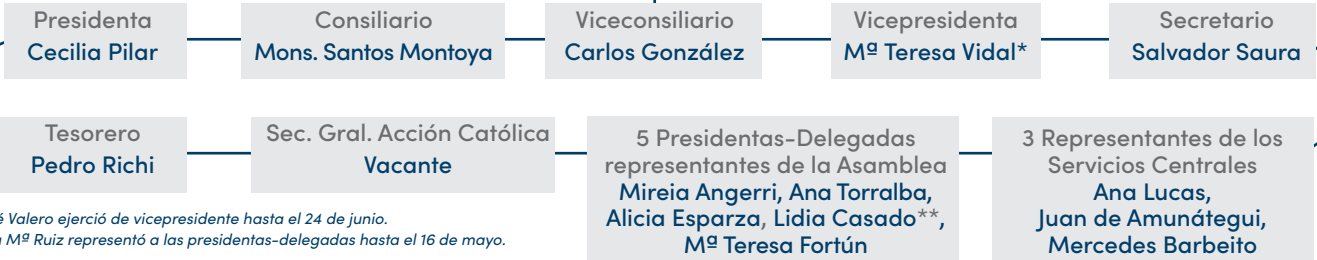 Presidenta
Cecilia Pilar
Consiliario
Mons. Santos Montoya
Viceconsiliario
Carlos González
Vicepresidenta
Mª Teresa Vidal*
Secretario
Salvador Saura
Tesorero
Pedro Richi
Sec. Gral. Acción Católica
Vacante
5 Presidentas-Delegadas
representantes de la Asamblea
Mireia Angerri, Ana Torralba,
Alicia Esparza, Lidia Casado**,
Mª Teresa Fortún
3 Representantes de los
Servicios Centrales
Ana Lucas,
Juan de Amunátegui,
Mercedes Barbeito
Valero ejerció de vicepresidente hasta el 24 de junio.
Mª Ruiz representó a las presidentas-delegadas hasta el 16 de mayo.